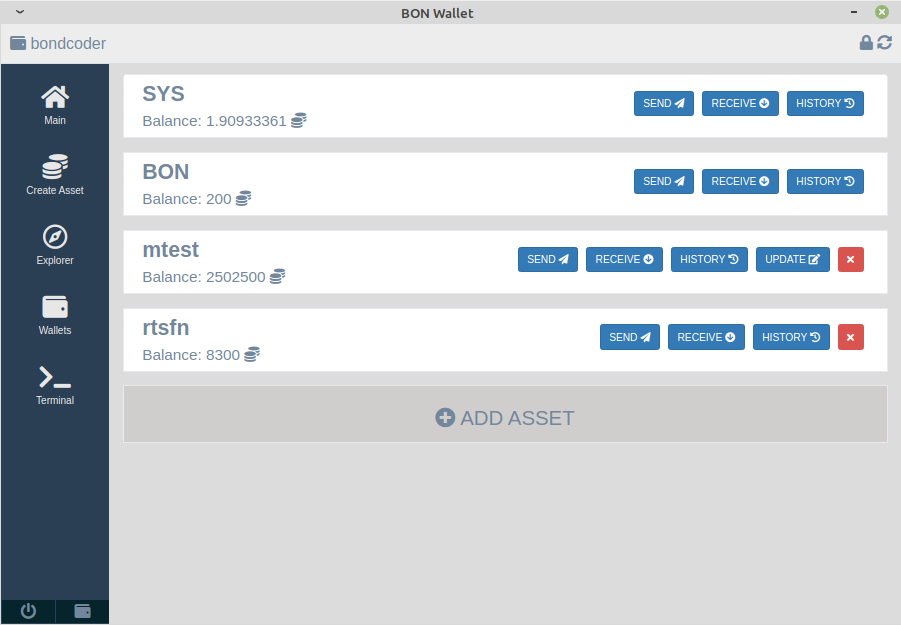 BON Wallet
bondcoder
Main
Create Asset
Explorer
Wallets
Terminal
SYS
Balance: 1.90933361
SEND RECEIVE HISTORY
BON
Balance: 200
SEND RECEIVE HISTORY
mtest
Balance: 2502500
SEND RECEIVE HISTORY UPDATE
rtsfn
Balance: 8300
SEND RECEIVE HISTORY
ADD ASSET